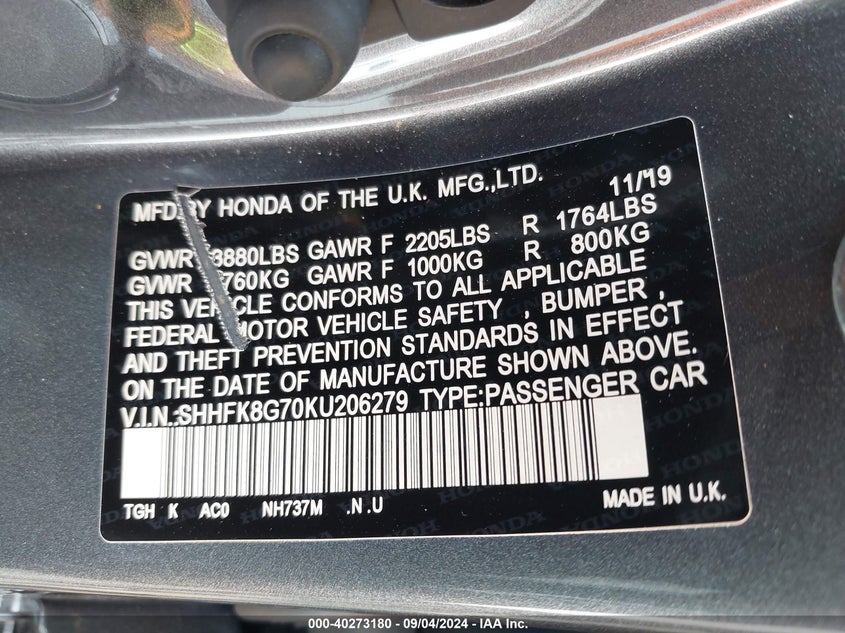 MFD BY HONDA OF THE U.K. MFG.,LTD. 11/19
GVWR 3880LBS GAWR F 2205LBS R 1764LBS
GVWR 1760KG GAWR F 1000KG R 800KG
THIS VEHICLE CONFORMS TO ALL APPLICABLE
FEDERAL MOTOR VEHICLE SAFETY , BUMPER ,
AND THEFT PREVENTION STANDARDS IN EFFECT
ON THE DATE OF MANUFACTURE SHOWN ABOVE.
V.I.N.:SHHFK8G70KU206279 TYPE:PASSENGER CAR
TGH K AC0 NH737M .N .U MADE IN U.K.
000-40273180 - 09/04/2024 - IAA Inc.